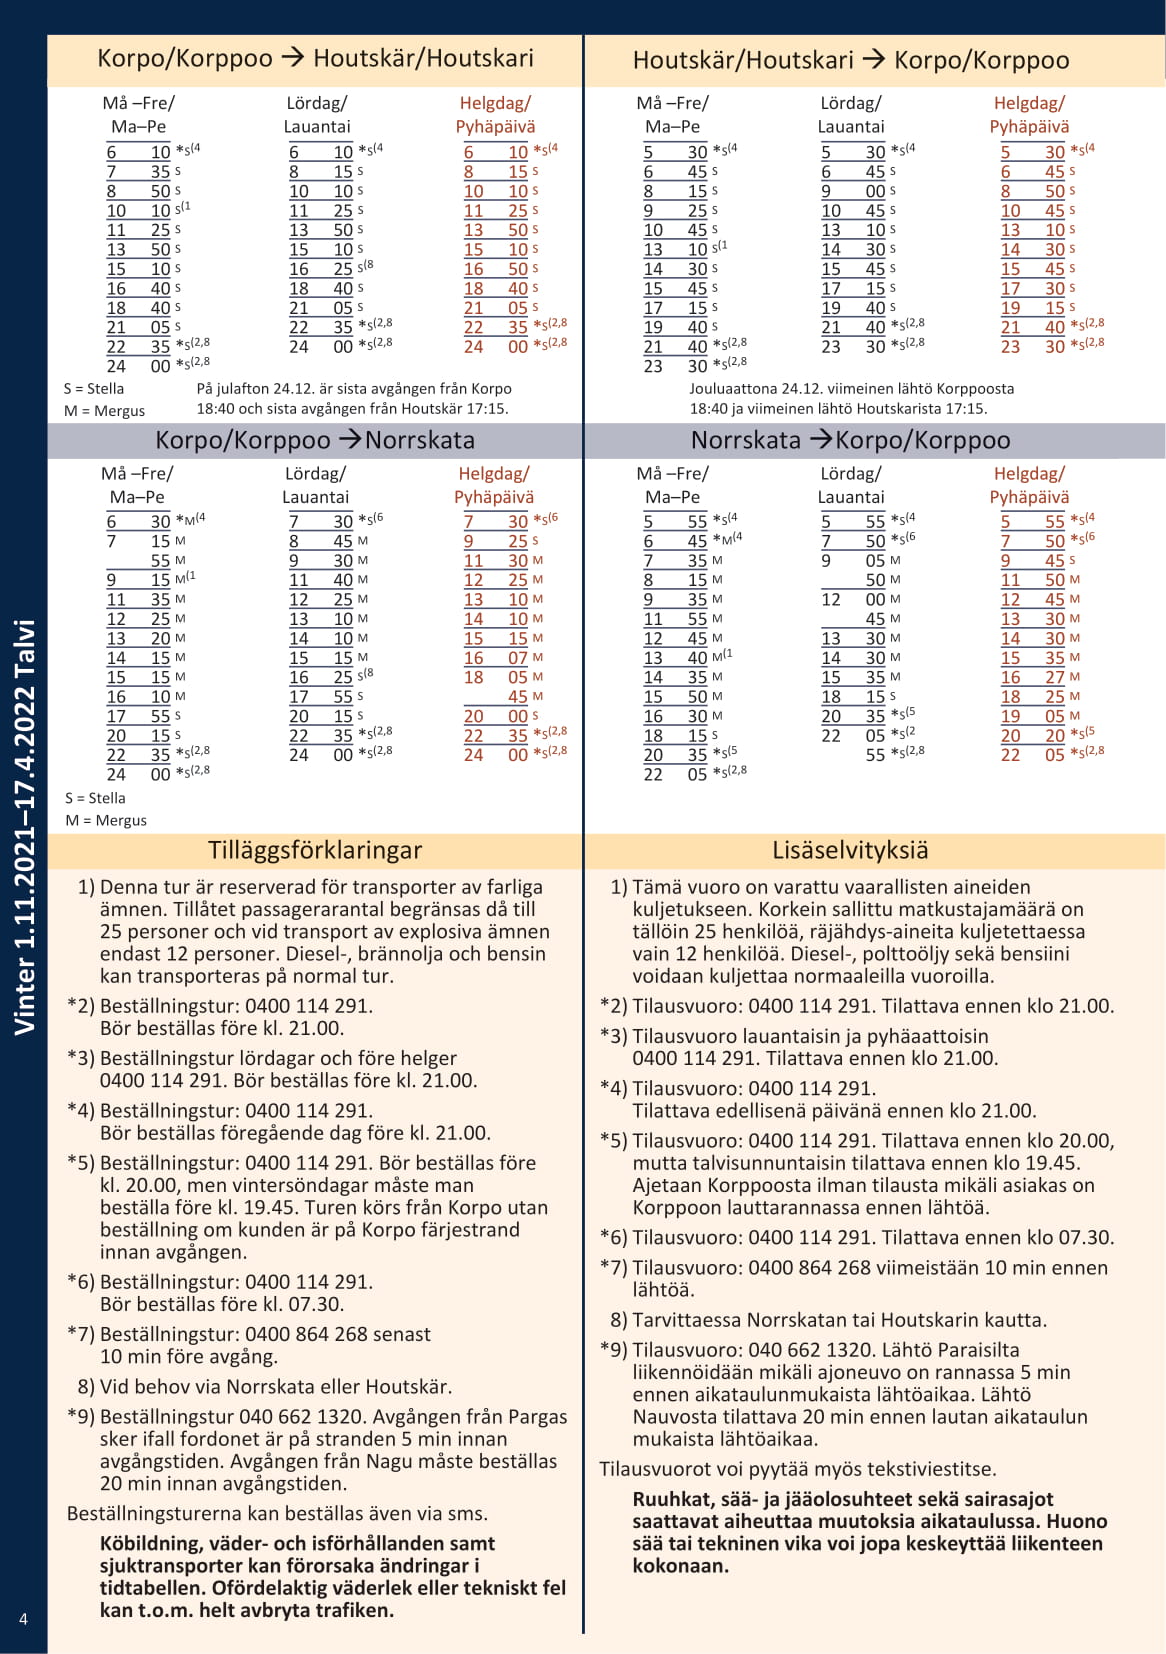 Korpo/Korppoo → Houtskär/Houtskari
Må –Fre/ Lördag/ Helgdag/
Ma–Pe Lauantai Pyhäpäivä
6 10 *s(4 6 10 *s(4 6 10 *s(4
7 35 S 8 15 S 8 15 S
8 50 S 10 10 S 10 10 S
10 10 s(1 11 25 S 11 25 S
11 25 S 13 50 S 13 50 S
13 50 S 15 10 S 15 10 S
15 10 S 16 25 s(8 16 50 S
16 40 S 18 40 S 18 40 S
18 40 S 21 05 S 21 05 S
21 05 S 22 35 *s(2,8 22 35 *s(2,8
22 35 *s(2,8 24 00 *s(2,8 24 00 *s(2,8
24 00 *s(2,8
S = Stella På julafton 24.12. är sista avgången från Korpo
M = Mergus 18:40 och sista avgången från Houtskär 17:15.
Houtskär/Houtskari → Korpo/Korppoo
Må –Fre/ Lördag/ Helgdag/
Ma–Pe Lauantai Pyhäpäivä
5 30 *s(4 5 30 *s(4 5 30 *s(4
6 45 S 6 45 S 6 45 S
8 15 S 9 00 S 8 50 S
9 25 S 10 45 S 10 45 S
10 45 S 13 10 S 13 10 S
13 10 s(1 14 30 S 14 30 S
14 30 S 15 45 S 15 45 S
15 45 S 17 15 S 17 30 S
17 15 S 19 40 S 19 15 S
19 40 S 21 40 *s(2,8 21 40 *s(2,8
21 40 *s(2,8 23 30 *s(2,8 23 30 *s(2,8
23 30 *s(2,8
Jouluaattona 24.12. viimeinen lähtö Korppoosta
18:40 ja viimeinen lähtö Houtskarista 17:15.
Korpo/Korppoo →Norrskata
Må –Fre/ Lördag/ Helgdag/
Ma–Pe Lauantai Pyhäpäivä
6 30 *M(4 7 30 *s(6 7 30 *s(6
7 15 M 8 45 M 9 25 S
55 M 9 30 M 11 30 M
9 15 M(1 11 40 M 12 25 M
11 35 M 12 25 M 13 10 M
12 25 M 13 10 M 14 10 M
13 20 M 14 10 M 15 15 M
14 15 M 15 15 M 16 07 M
15 15 M 16 25 s(8 18 05 M
16 10 M 17 55 S 45 M
17 55 S 20 15 S 20 00 S
20 15 S 22 35 *s(2,8 22 35 *s(2,8
22 35 *s(2,8 24 00 *s(2,8 24 00 *s(2,8
24 00 *s(2,8
S = Stella
M = Mergus
Norrskata →Korpo/Korppoo
Må –Fre/ Lördag/ Helgdag/
Ma–Pe Lauantai Pyhäpäivä
5 55 *s(4 5 55 *s(4 5 55 *s(4
6 45 *M(4 7 50 *s(6 7 50 *s(6
7 35 M 9 05 M 9 45 S
8 15 M 50 M 11 50 M
9 35 M 12 00 M 12 45 M
11 55 M 45 M 13 30 M
12 45 M 13 30 M 14 30 M
13 40 M(1 14 30 M 15 35 M
14 35 M 15 35 M 16 27 M
15 50 M 18 15 S 18 25 M
16 30 M 20 35 *s(5 19 05 M
18 15 S 22 05 *s(2 20 20 *s(5
20 35 *s(5 55 *s(2,8 22 05 *s(2,8
22 05 *s(2,8
Vinter 1.11.2021–17.4.2022 Talvi
Tilläggsförklaringar
1) Denna tur är reserverad för transporter av farliga
ämnen. Tillåtet passagerarantal begränsas då till
25 personer och vid transport av explosiva ämnen
endast 12 personer. Diesel-, brännolja och bensin
kan transporteras på normal tur.
*2) Beställningstur: 0400 114 291.
Bör beställas före kl. 21.00.
*3) Beställningstur lördagar och före helger
0400 114 291. Bör beställas före kl. 21.00.
*4) Beställningstur: 0400 114 291.
Bör beställas föregående dag före kl. 21.00.
*5) Beställningstur: 0400 114 291. Bör beställas före
kl. 20.00, men vintersöndagar måste man
beställa före kl. 19.45. Turen körs från Korpo utan
beställning om kunden är på Korpo färjestrand
innan avgången.
*6) Beställningstur: 0400 114 291.
Bör beställas före kl. 07.30.
*7) Beställningstur: 0400 864 268 senast
10 min före avgång.
8) Vid behov via Norrskata eller Houtskär.
*9) Beställningstur 040 662 1320. Avgången från Pargas
sker ifall fordonet är på stranden 5 min innan
avgångstiden. Avgången från Nagu måste beställas
20 min innan avgångstiden.
Beställningsturerna kan beställas även via sms.
Köbildning, väder- och isförhållanden samt
sjuktransporter kan förorsaka ändringar i
tidtabellen. Ofördelaktig väderlek eller tekniskt fel
kan t.o.m. helt avbryta trafiken.
Lisäselvityksiä
1) Tämä vuoro on varattu vaarallisten aineiden
kuljetukseen. Korkein sallittu matkustajamäärä on
tällöin 25 henkilöä, räjähdys-aineita kuljetettaessa
vain 12 henkilöä. Diesel-, polttoöljy sekä bensiini
voidaan kuljettaa normaaleilla vuoroilla.
*2) Tilausvuoro: 0400 114 291. Tilattava ennen klo 21.00.
*3) Tilausvuoro lauantaisin ja pyhäaattoisin
0400 114 291. Tilattava ennen klo 21.00.
*4) Tilausvuoro: 0400 114 291.
Tilattava edellisenä päivänä ennen klo 21.00.
*5) Tilausvuoro: 0400 114 291. Tilattava ennen klo 20.00,
mutta talvisunnuntaisin tilattava ennen klo 19.45.
Ajetaan Korppoosta ilman tilausta mikäli asiakas on
Korppoon lauttarannassa ennen lähtöä.
*6) Tilausvuoro: 0400 114 291. Tilattava ennen klo 07.30.
*7) Tilausvuoro: 0400 864 268 viimeistään 10 min ennen
lähtöä.
8) Tarvittaessa Norrskatan tai Houtskarin kautta.
*9) Tilausvuoro: 040 662 1320. Lähtö Paraisilta
liikennöidään mikäli ajoneuvo on rannassa 5 min
ennen aikataulunmukaista lähtöaikaa. Lähtö
Nauvosta tilattava 20 min ennen lautan aikataulun
mukaista lähtöaikaa.
Tilausvuorot voi pyytää myös tekstiviestitse.
Ruuhkat, sää- ja jääolosuhteet sekä sairasajot
saattavat aiheuttaa muutoksia aikataulussa. Huono
sää tai tekninen vika voi jopa keskeyttää liikenteen
kokonaan.
4